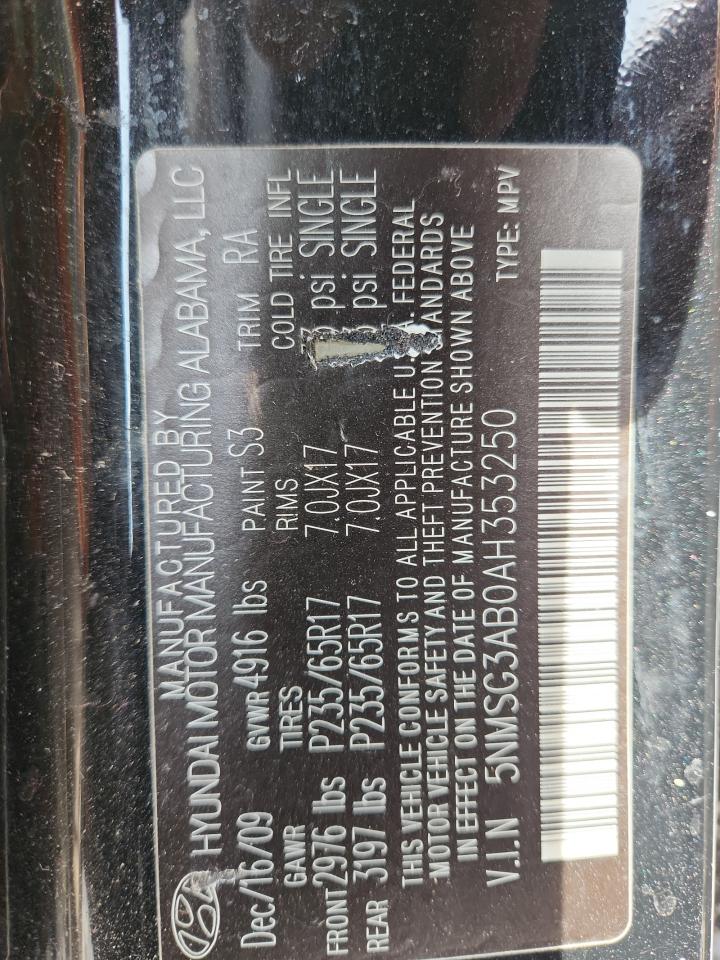 MANUFACTURED BY
HYUNDAI MOTOR MANUFACTURING ALABAMA, LLC
Dec/16/09 GVWR 4916 lbs PAINT S3 TRIM RA
GAWR TIRES RIMS COLD TIRE INFL
FRONT 2976 lbs P235/65R17 7.0JX17 psi SINGLE
REAR 3197 lbs P235/65R17 7.0JX17 psi SINGLE
THIS VEHICLE CONFORMS TO ALL APPLICABLE FEDERAL
MOTOR VEHICLE SAFETY AND THEFT PREVENTION STANDARDS
IN EFFECT ON THE DATE OF MANUFACTURE SHOWN ABOVE
V.I.N 5NMSG3AB0AH353250 TYPE: MPV